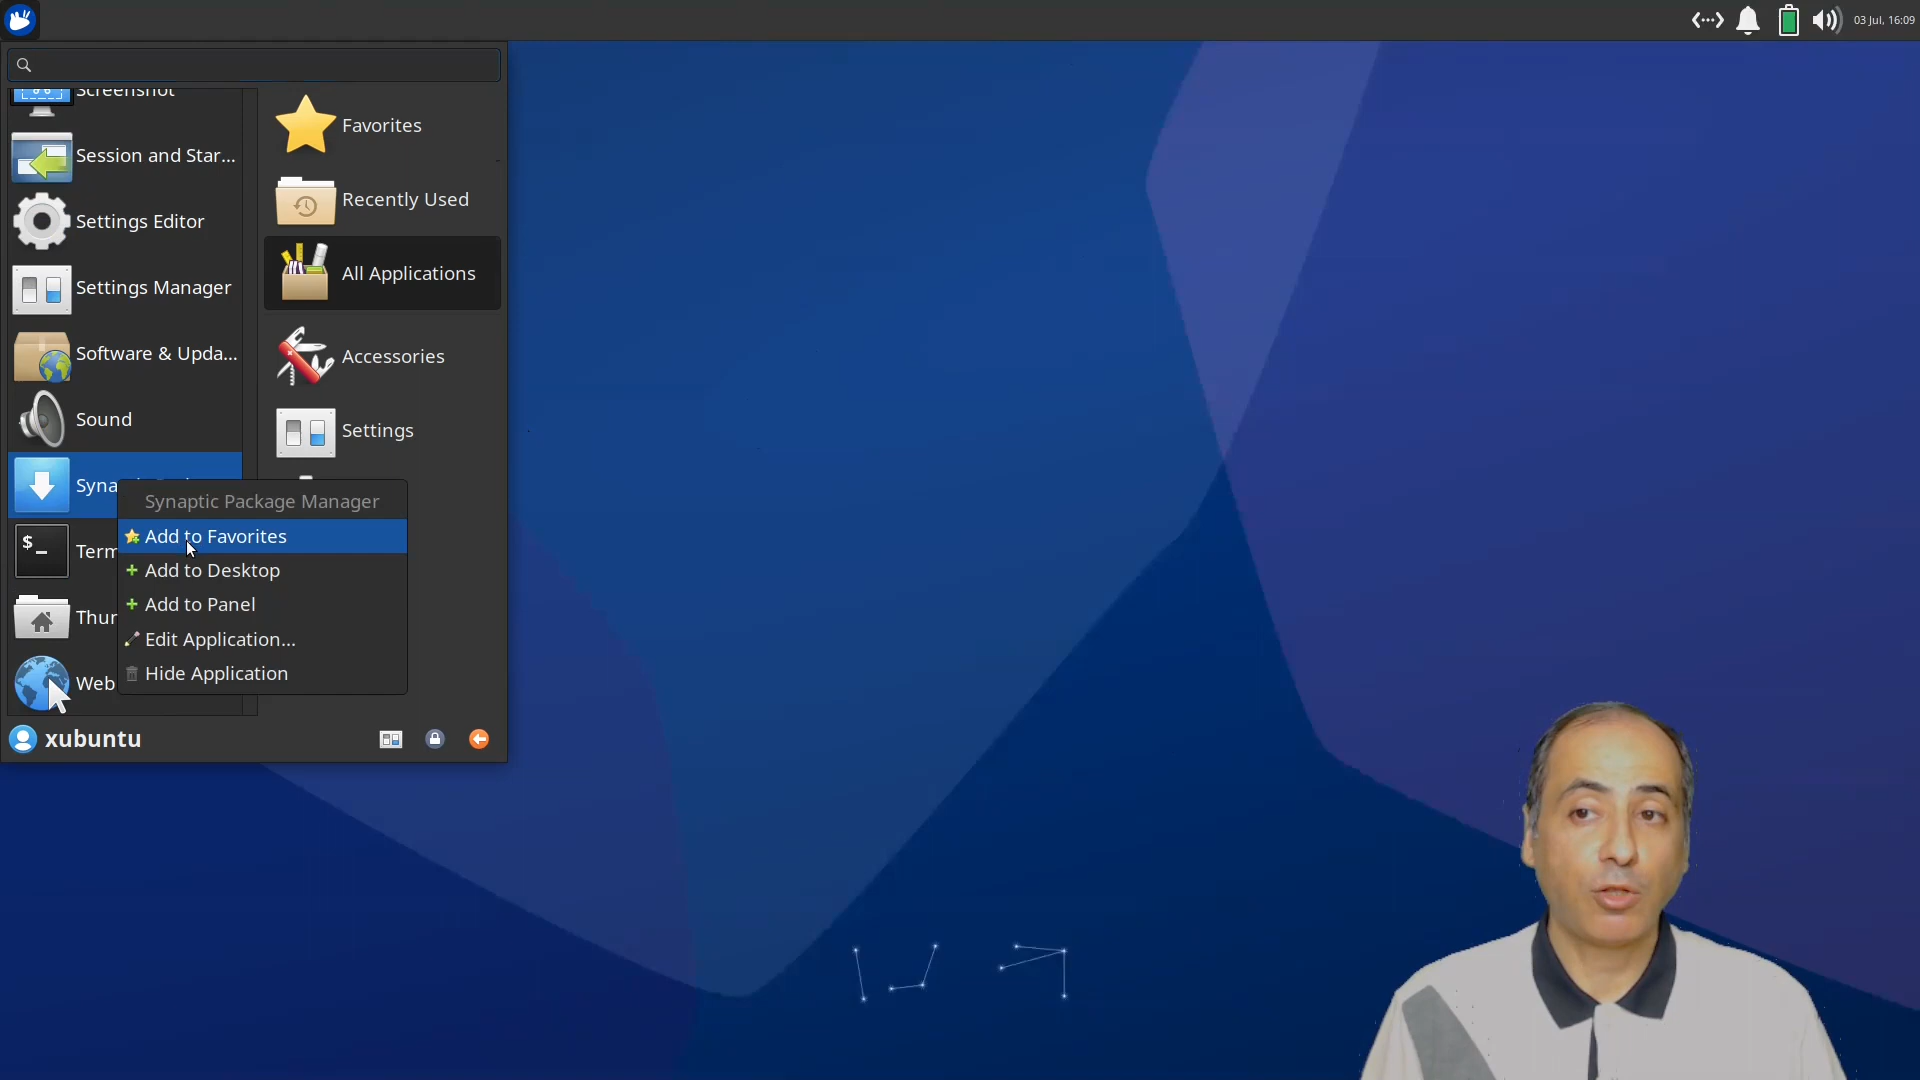 03 Jul, 16:09
Screenshot
Favorites
Session and Star...
Recently Used
Settings Editor
All Applications
Settings Manager
Software & Upda...
Accessories
Sound
Settings
Syna
Synaptic Package Manager
Add to Favorites
Term
Add to Desktop
Add to Panel
Thur
Edit Application...
Hide Application
Web
xubuntu